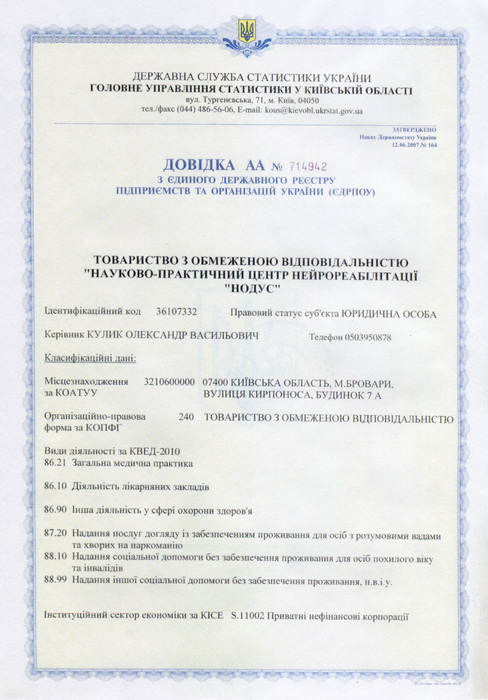 ДЕРЖАВНА СЛУЖБА СТАТИСТИКИ УКРАЇНИ
ГОЛОВНЕ УПРАВЛІННЯ СТАТИСТИКИ У КИЇВСЬКІЙ ОБЛАСТІ
вул. Тургенєвська, 71, м. Київ, 04050
тел./факс (044) 486-56-06, E-mail: kous@kievobl.ukrstat.gov.ua
ЗАТВЕРДЖЕНО
Наказ Держкомстату України
12.06.2007 № 164
ДОВІДКА АА № 714942
З ЄДИНОГО ДЕРЖАВНОГО РЕЄСТРУ
ПІДПРИЄМСТВ ТА ОРГАНІЗАЦІЙ УКРАЇНИ (ЄДРПОУ)
ТОВАРИСТВО З ОБМЕЖЕНОЮ ВІДПОВІДАЛЬНІСТЮ
"НАУКОВО-ПРАКТИЧНИЙ ЦЕНТР НЕЙРОРЕАБІЛІТАЦІЇ
"НОДУС"
Ідентифікаційний код 36107332 Правовий статус суб'єкта ЮРИДИЧНА ОСОБА
Керівник КУЛИК ОЛЕКСАНДР ВАСИЛЬОВИЧ Телефон 0503950878
Класифікаційні дані:
Місцезнаходження 3210600000 07400 КИЇВСЬКА ОБЛАСТЬ, М.БРОВАРИ,
за КОАТУУ ВУЛИЦЯ КИРПОНОСА, БУДИНОК 7 А
Організаційно-правова 240 ТОВАРИСТВО З ОБМЕЖЕНОЮ ВІДПОВІДАЛЬНІСТЮ
форма за КОПФГ
Види діяльності за КВЕД-2010
86.21 Загальна медична практика
86.10 Діяльність лікарняних закладів
86.90 Інша діяльність у сфері охорони здоров'я
87.20 Надання послуг догляду із забезпеченням проживання для осіб з розумовими вадами
та хворих на наркоманію
88.10 Надання соціальної допомоги без забезпечення проживання для осіб похилого віку
та інвалідів
88.99 Надання іншої соціальної допомоги без забезпечення проживання, н.в.і.у.
Інституційний сектор економіки за КІСЕ S.11002 Приватні нефінансові корпорації